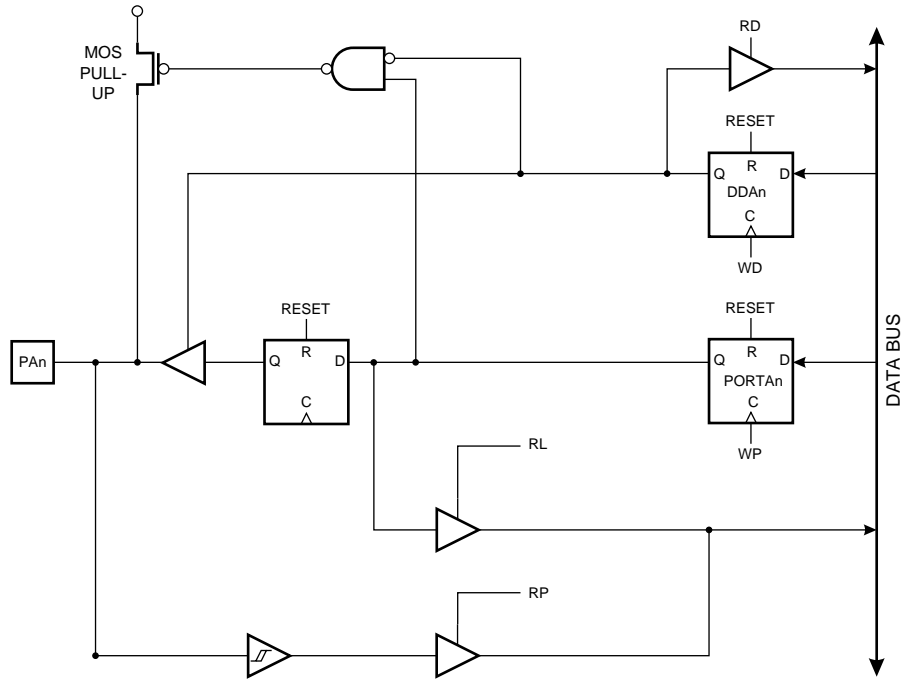 MOS
PULL-
UP
RD
RESET
R
Q
D
DDAn
C
WD
RESET
R
Q
D
C
PAn
RESET
R
Q
D
PORTAn
C
WP
DATA BUS
RL
RP